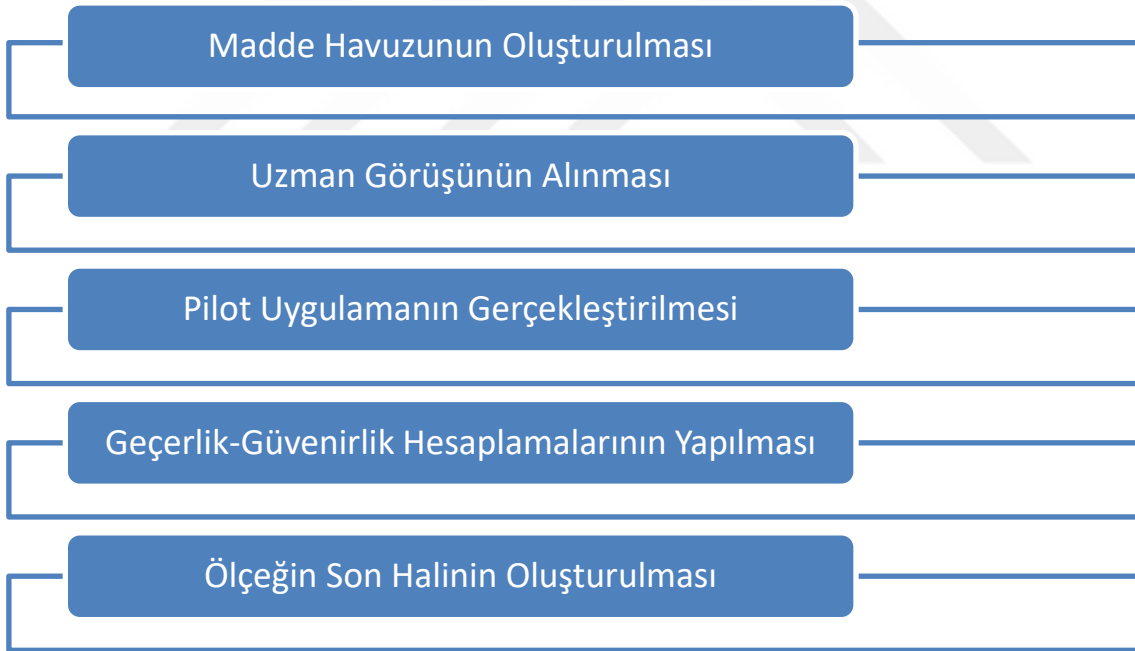 Madde Havuzunun Oluşturulması
Uzman Görüşünün Alınması
Pilot Uygulamanın Gerçekleştirilmesi
Geçerlik-Güvenirlik Hesaplamalarının Yapılması
Ölçeğin Son Halinin Oluşturulması